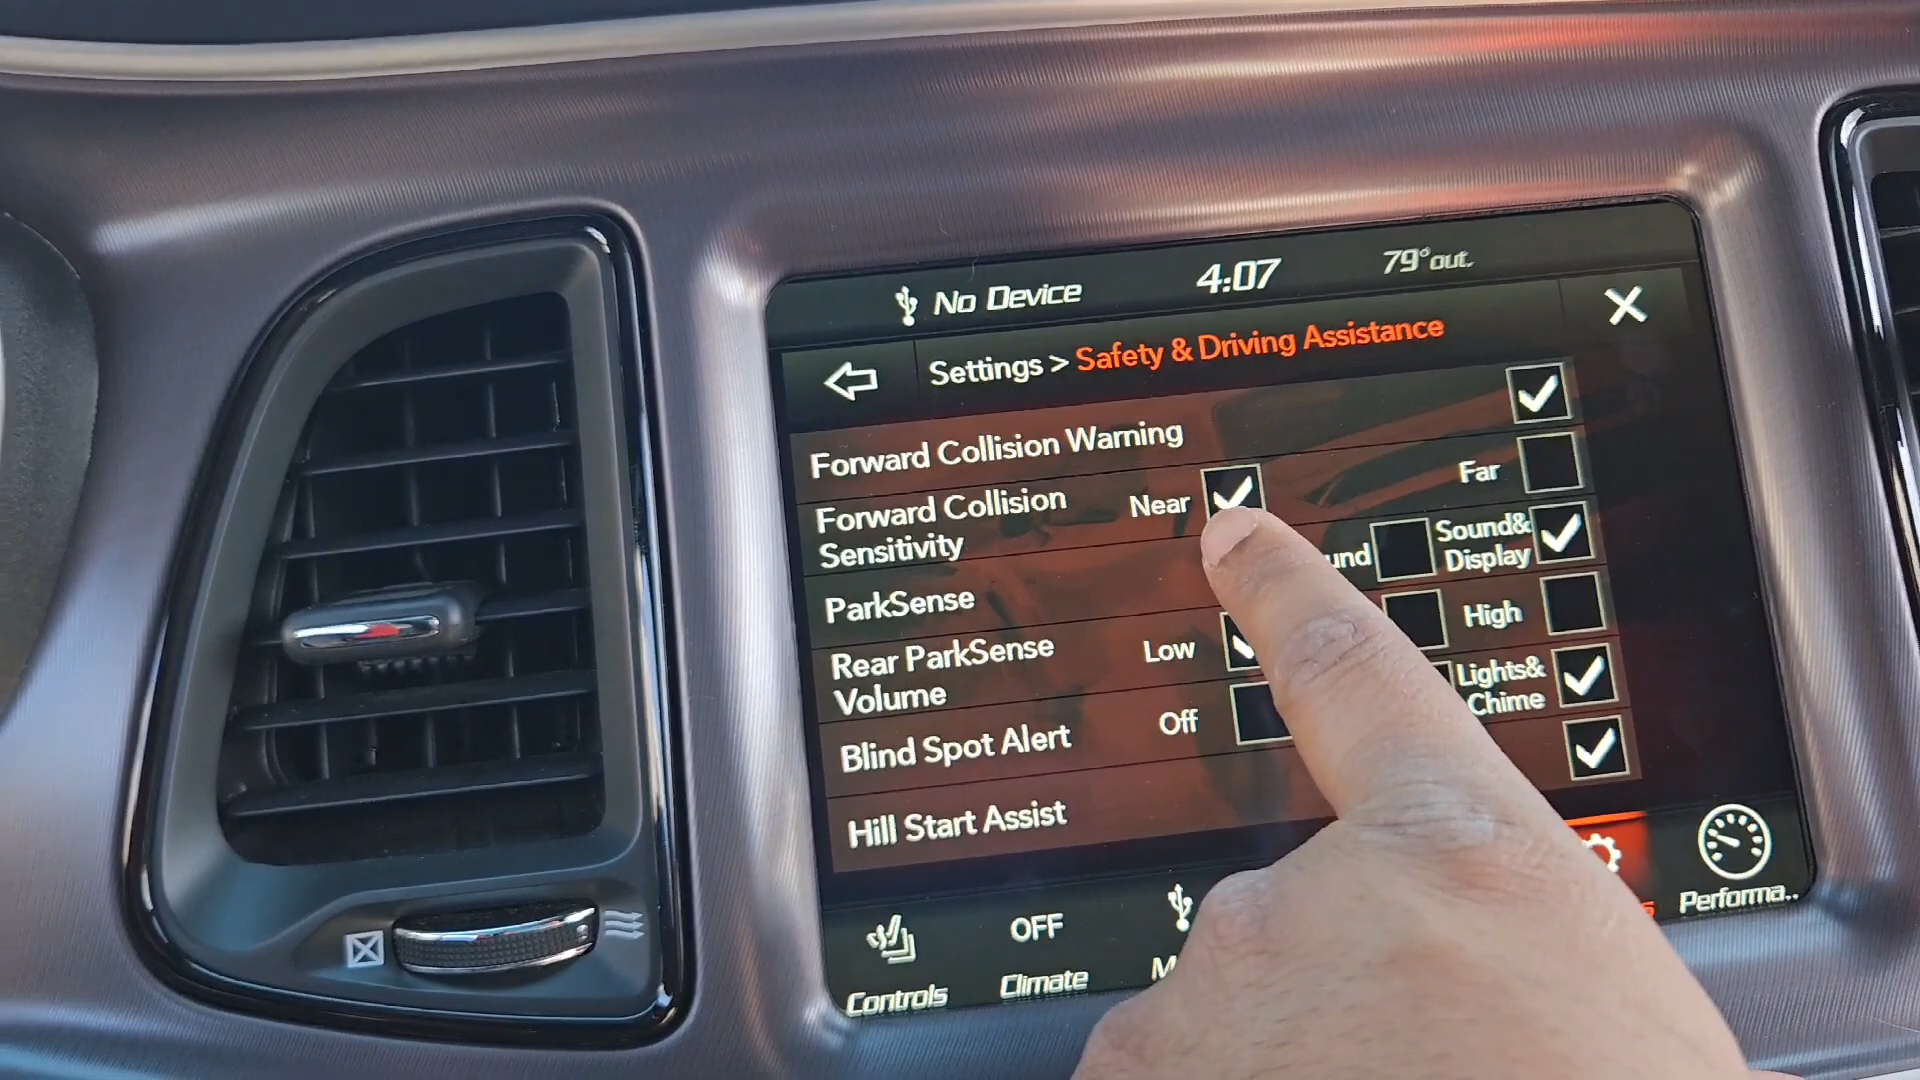 No Device 4:07 79°out.
Settings > Safety & Driving Assistance
Forward Collision Warning
Forward Collision Sensitivity Near Far
ParkSense Sound& Display
Rear ParkSense Volume Low High
Blind Spot Alert Off Lights& Chime
Hill Start Assist
Controls OFF Climate Performa..